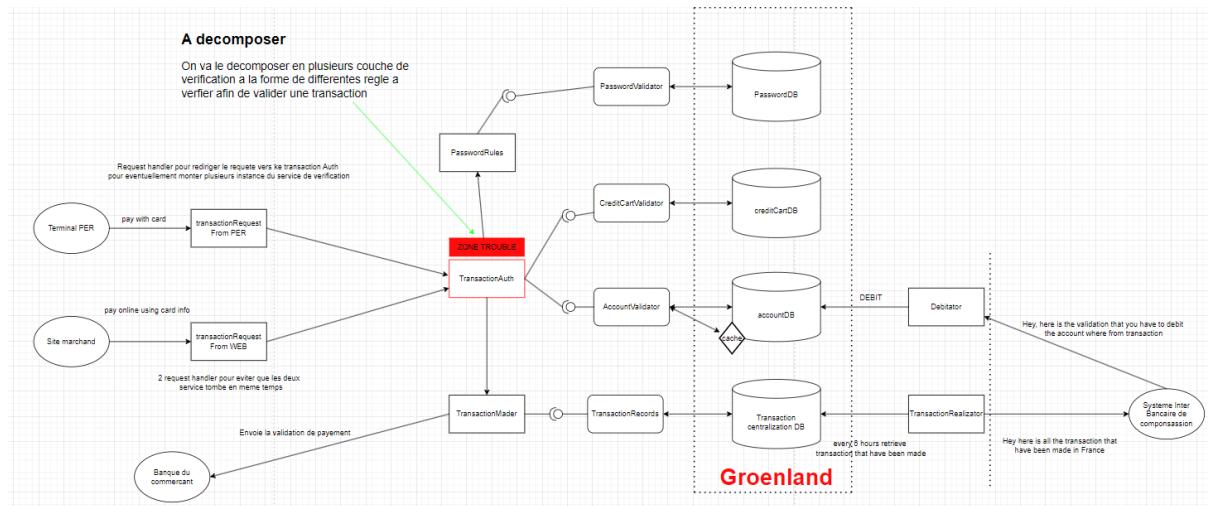 A decomposer
On va le decomposer en plusieurs couche de
verification a la forme de differentes regle a
verfier afin de valider une transaction
PasswordValidator
PasswordDB
PasswordRules
Request handler pour rediriger le requete vers ke transaction Auth
pour eventuellement monter plusieurs instance du service de verification
CreditCartValidator
creditCartDB
Terminal PER
pay with card
transactionRequest
From PER
ZONE TROUBLE
TransactionAuth
AccountValidator
accountDB
cache
DEBIT
Debitator
Hey, here is the validation that you have to debit
the account where from transaction
pay online using card info
Site marchand
transactionRequest
From WEB
2 request handler pour eviter que les deux
service tombe en meme temps
TransactionMader
TransactionRecords
Transaction
centralization DB
TransactionRealizator
Systeme Inter
Bancaire de
componsassion
Envoie la validation de payement
every 8 hours retrieve
transaction that have been made
Hey here is all the transaction that
have been made in France
Banque du
commercant
Groenland